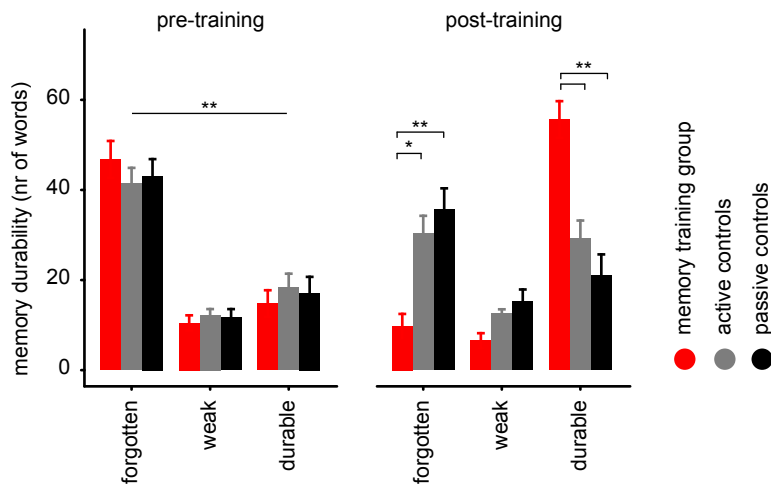 pre-training
post-training
memory durability (nr of words)
60
40
20
0
**
**
*
**
forgotten
weak
durable
forgotten
weak
durable
memory training group
active controls
passive controls